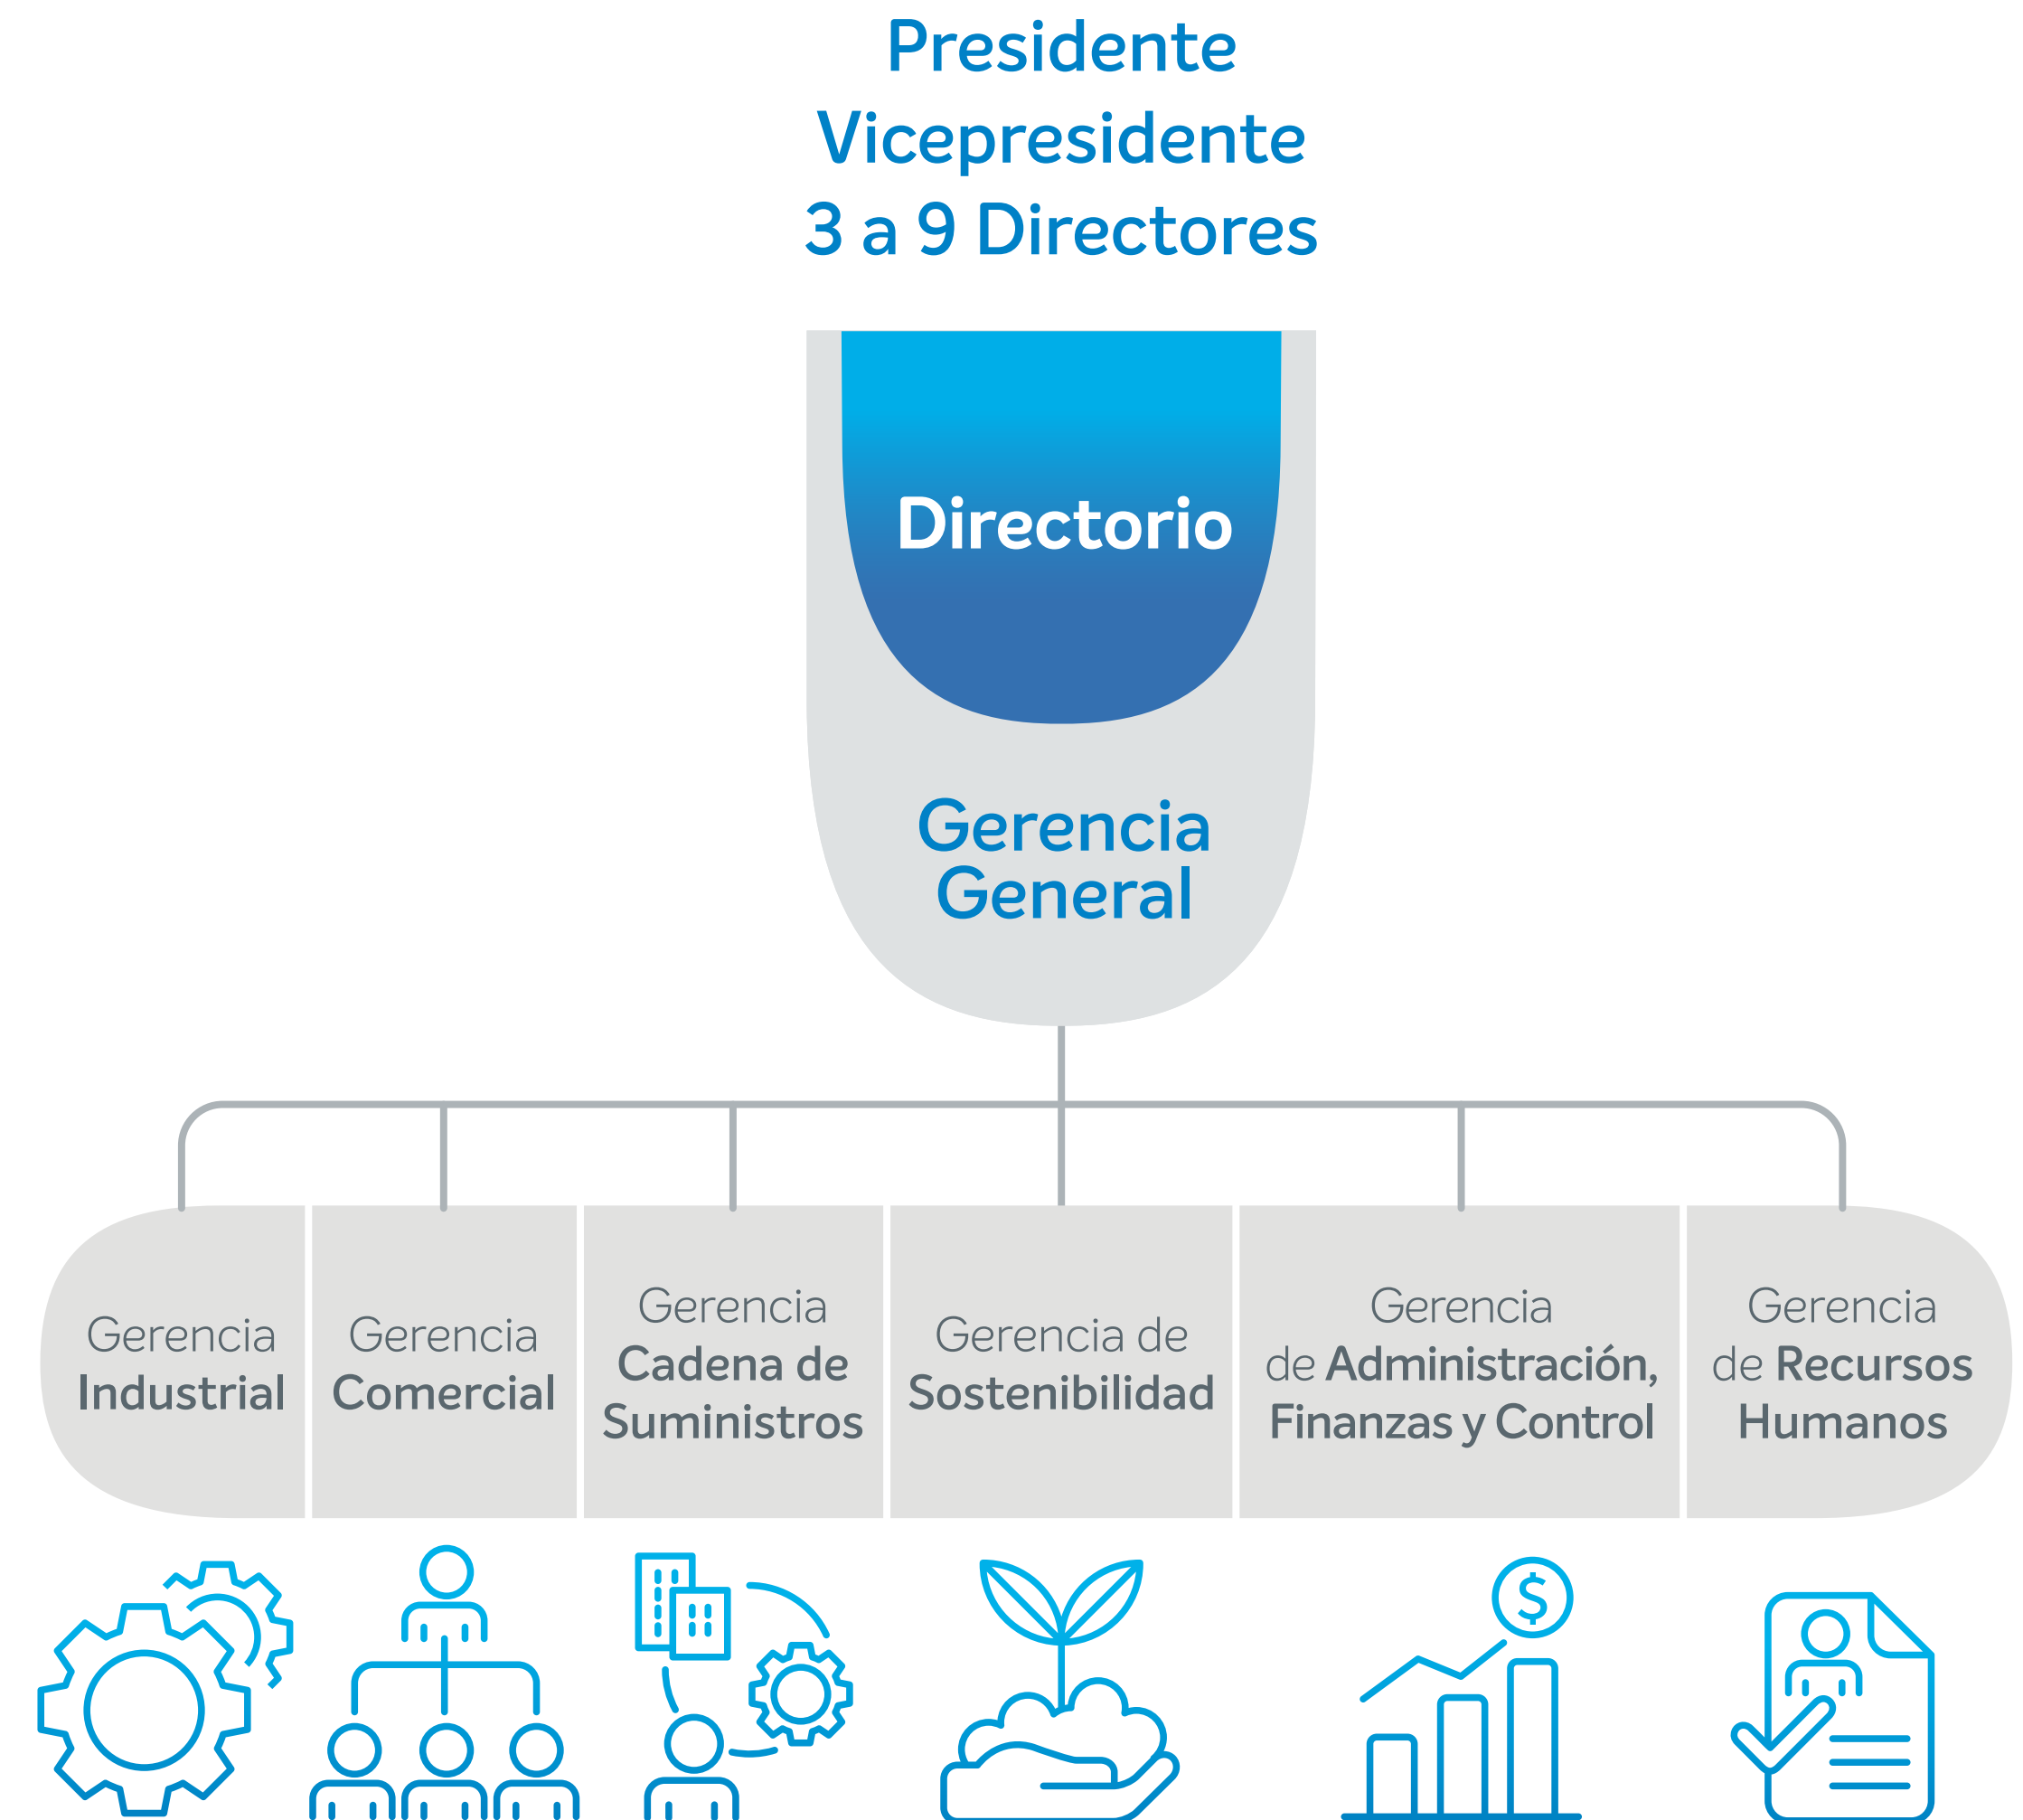 Presidente
Vicepresidente
3 a 9 Directores
Directorio
Gerencia
General
Gerencia
Industrial
Gerencia
Comercial
Gerencia
Cadena de
Suministros
Gerencia de
Sostenibilidad
Gerencia
de Administración,
Finanzas y Control
Gerencia
de Recursos
Humanos
$